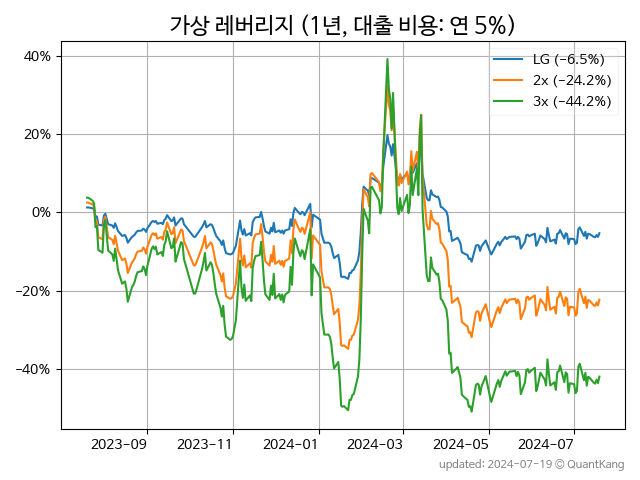 가상 레버리지 (1년, 대출 비용: 연 5%)
LG (−6.5%)
2x (−24.2%)
3x (−44.2%)
40%
20%
0%
−20%
−40%
2023-09 2023-11 2024-01 2024-03 2024-05 2024-07
updated: 2024-07-19 © QuantKang